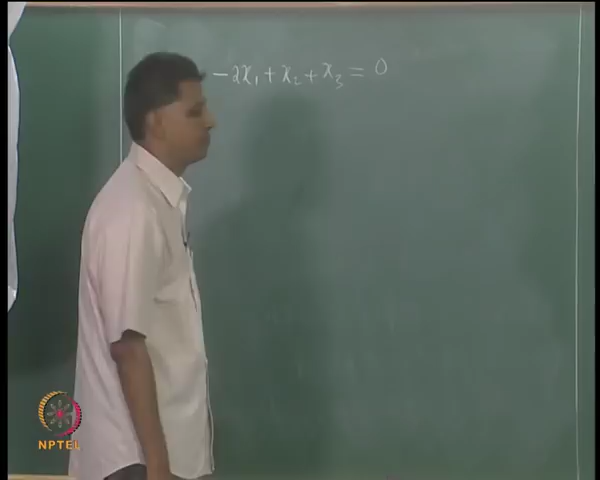 -2x₁ + x₂ + x₃ = 0
NPTEL